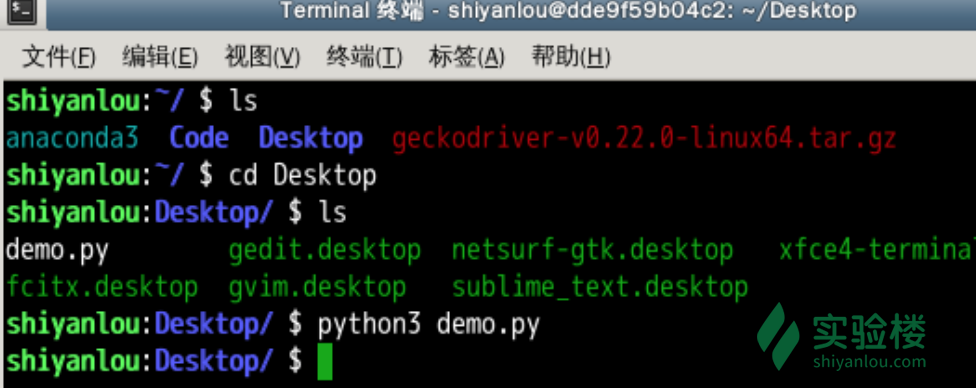 Terminal 终端 - shiyanlou@dde9f59b04c2: ~/Desktop
文件(F) 编辑(E) 视图(V) 终端(T) 标签(A) 帮助(H)
shiyanlou:~/ $ ls
anaconda3 Code Desktop geckodriver-v0.22.0-linux64.tar.gz
shiyanlou:~/ $ cd Desktop
shiyanlou:Desktop/ $ ls
demo.py gedit.desktop netsurf-gtk.desktop xfce4-termina
fcitx.desktop gvim.desktop sublime_text.desktop
shiyanlou:Desktop/ $ python3 demo.py
shiyanlou:Desktop/ $
实验楼
shiyanlou.com